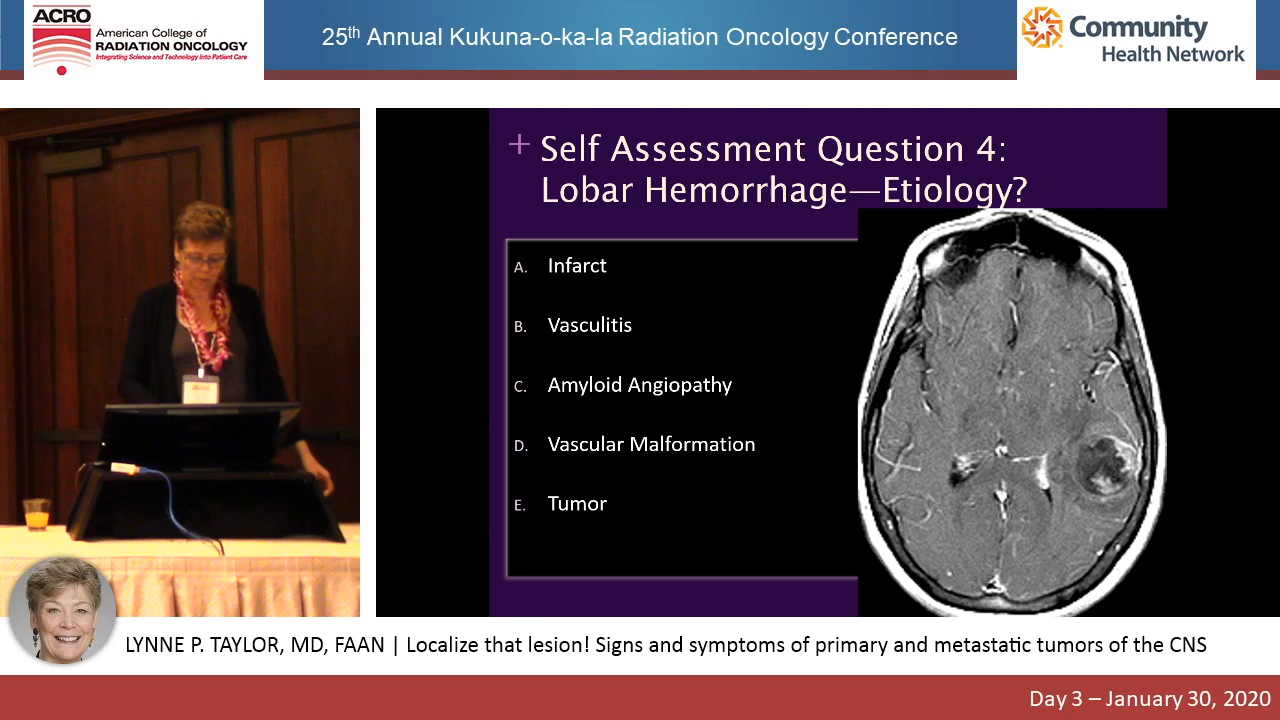 ACRO
American College of
RADIATION ONCOLOGY
Integrating Science and Technology into Patient Care
25th Annual Kukuna-o-ka-la Radiation Oncology Conference
Community
Health Network
+ Self Assessment Question 4:
Lobar Hemorrhage—Etiology?
A. Infarct
B. Vasculitis
C. Amyloid Angiopathy
D. Vascular Malformation
E. Tumor
LYNNE P. TAYLOR, MD, FAAN | Localize that lesion! Signs and symptoms of primary and metastatic tumors of the CNS
Day 3 – January 30, 2020